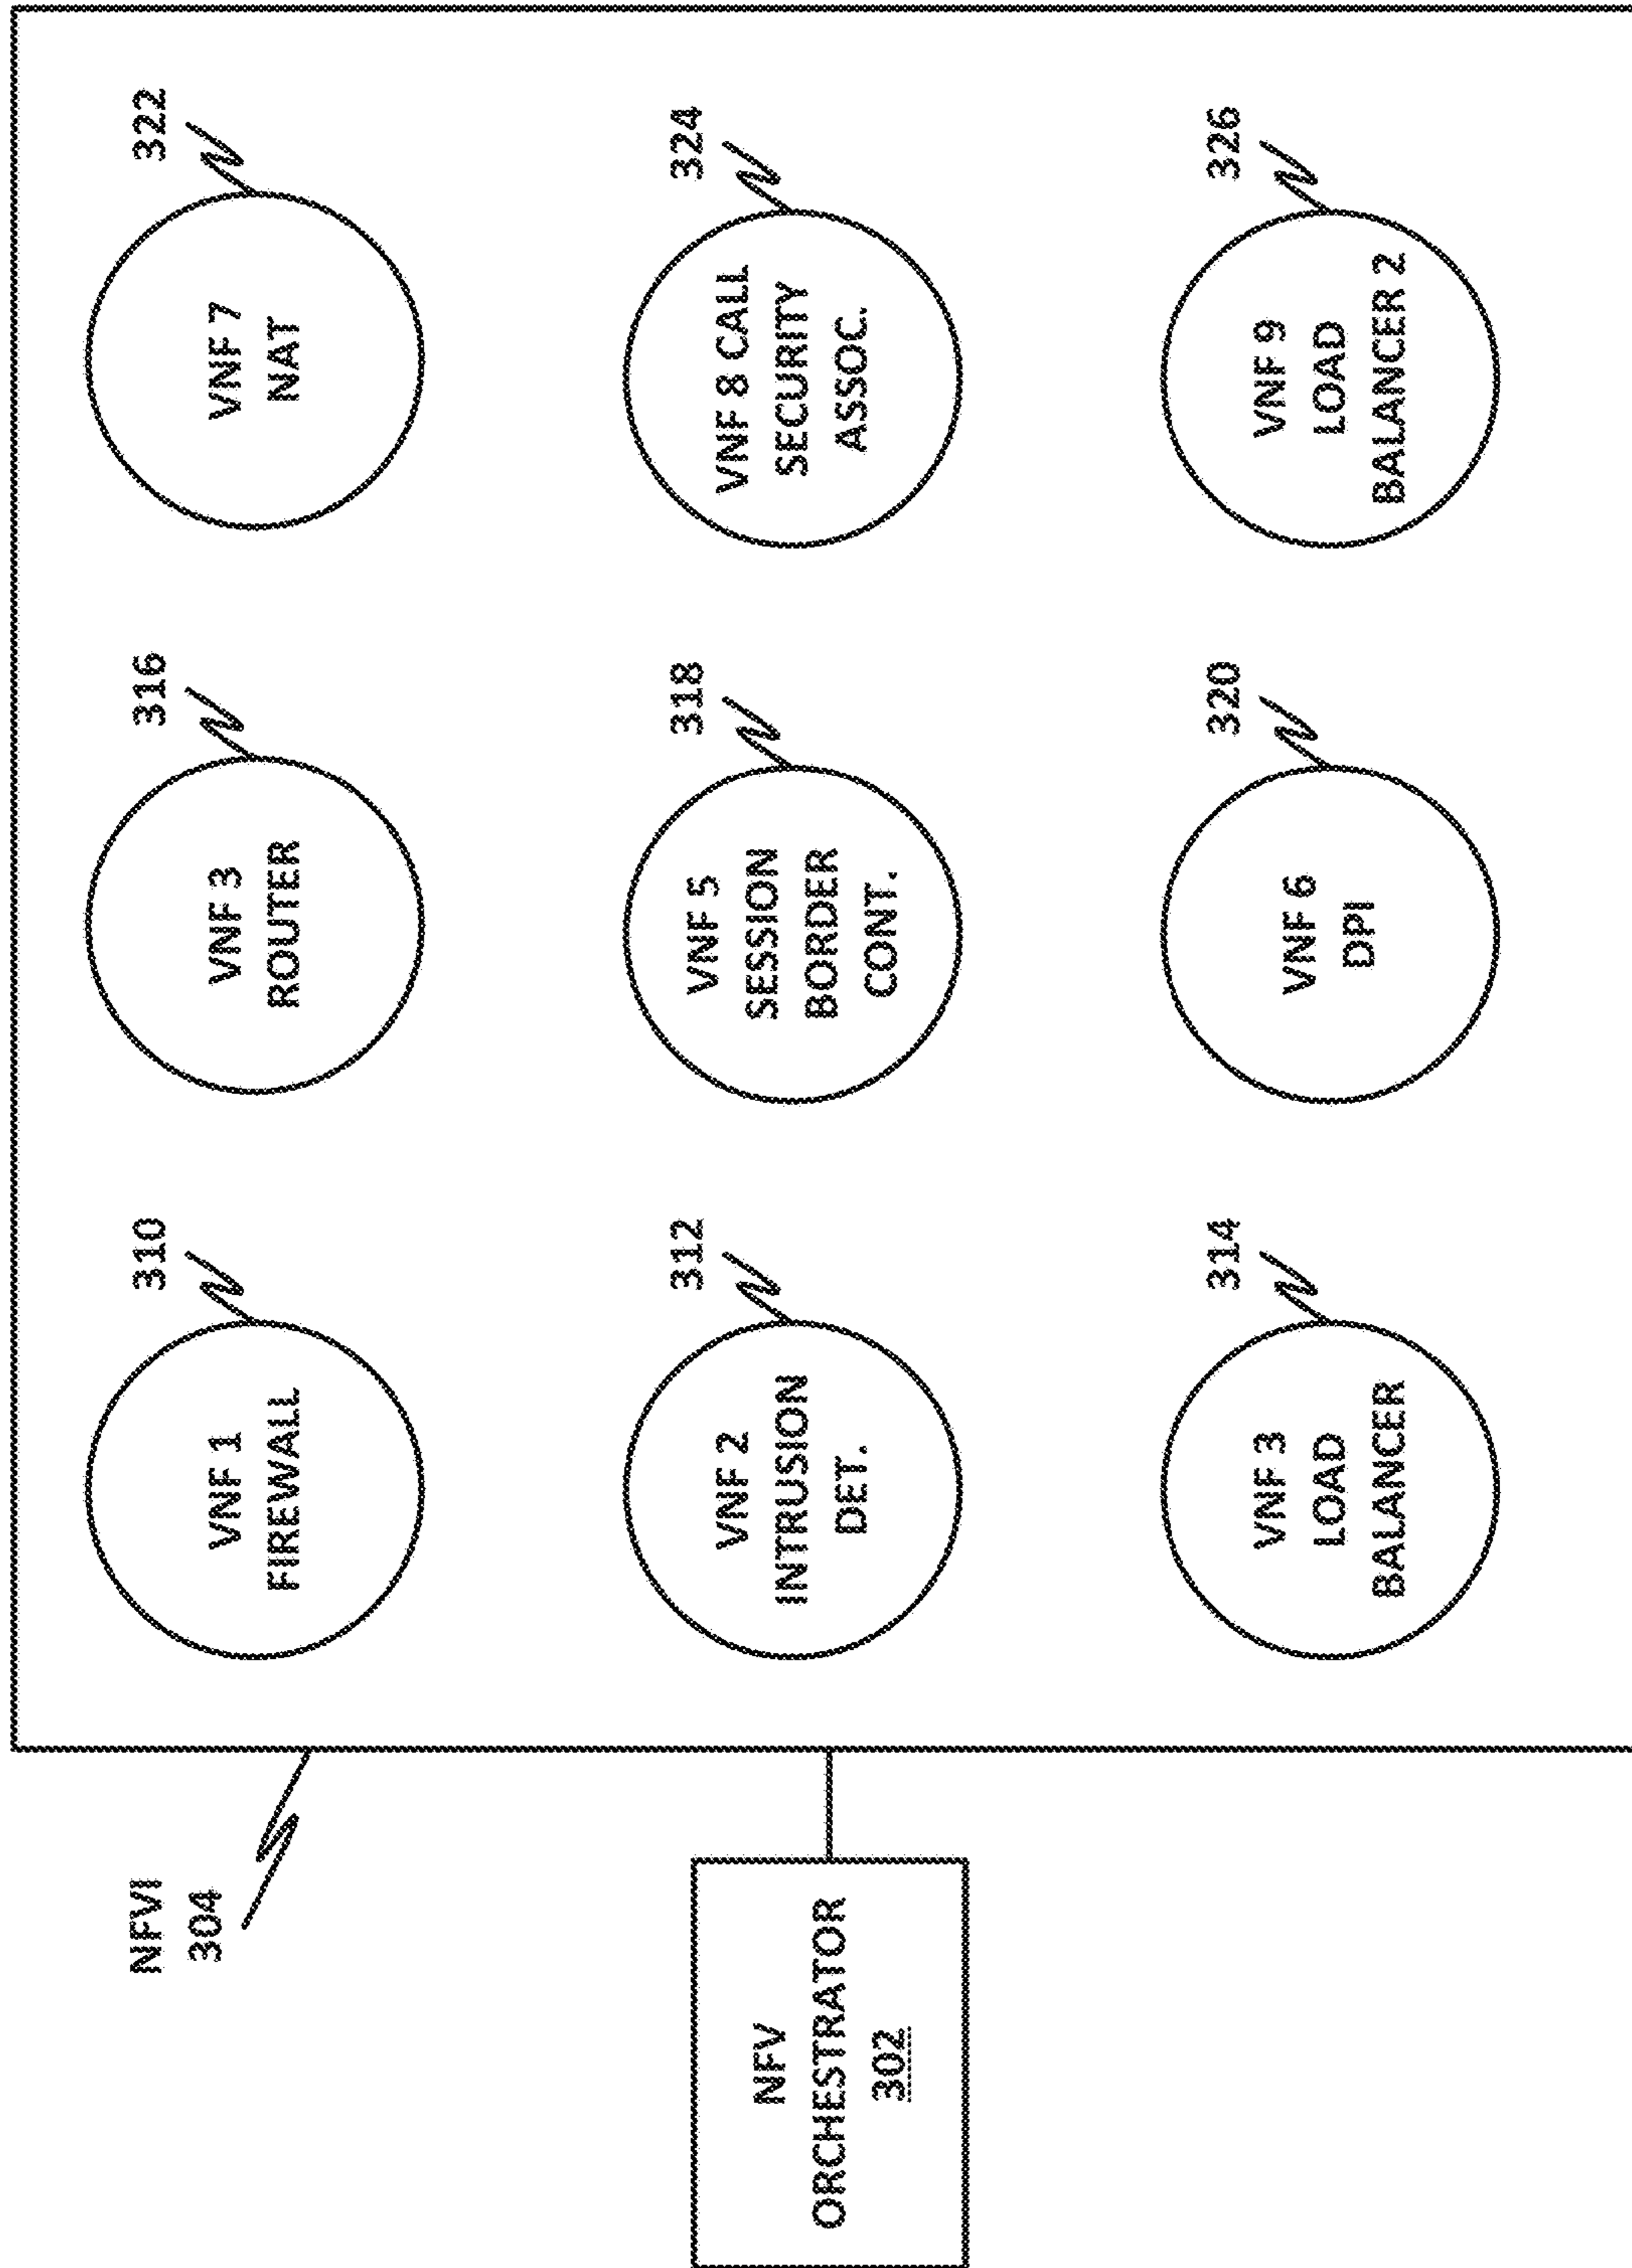 NFVI
304
NFV
ORCHESTRATOR
302
310
VNF 1
FIREWALL
316
VNF 3
ROUTER
322
VNF 7
NAT
312
VNF 2
INTRUSION
DET.
318
VNF 5
SESSION
BORDER
CONT.
324
VNF 8 CALL
SECURITY
ASSOC.
314
VNF 3
LOAD
BALANCER
320
VNF 6
DPI
326
VNF 9
LOAD
BALANCER 2